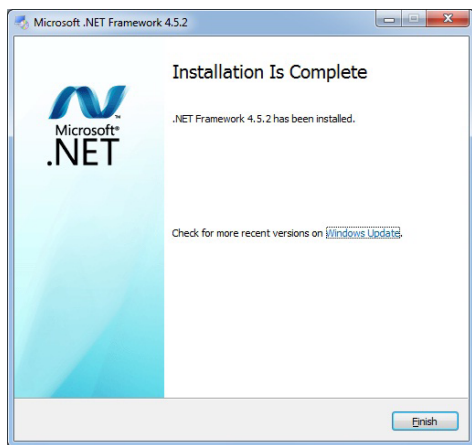 Microsoft .NET Framework 4.5.2
Installation Is Complete
.NET Framework 4.5.2 has been installed.
Microsoft®
.NET™
Check for more recent versions on Windows Update.
Finish